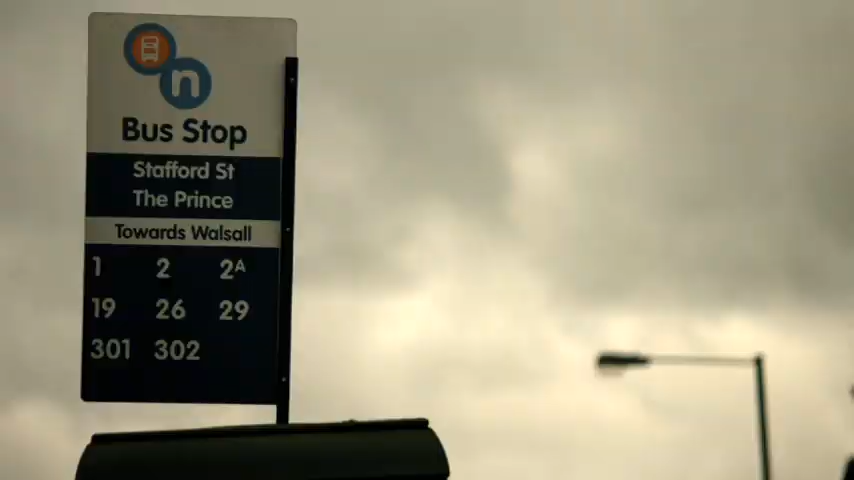 n
Bus Stop
Stafford St
The Prince
Towards Walsall
1 2 2A
19 26 29
301 302